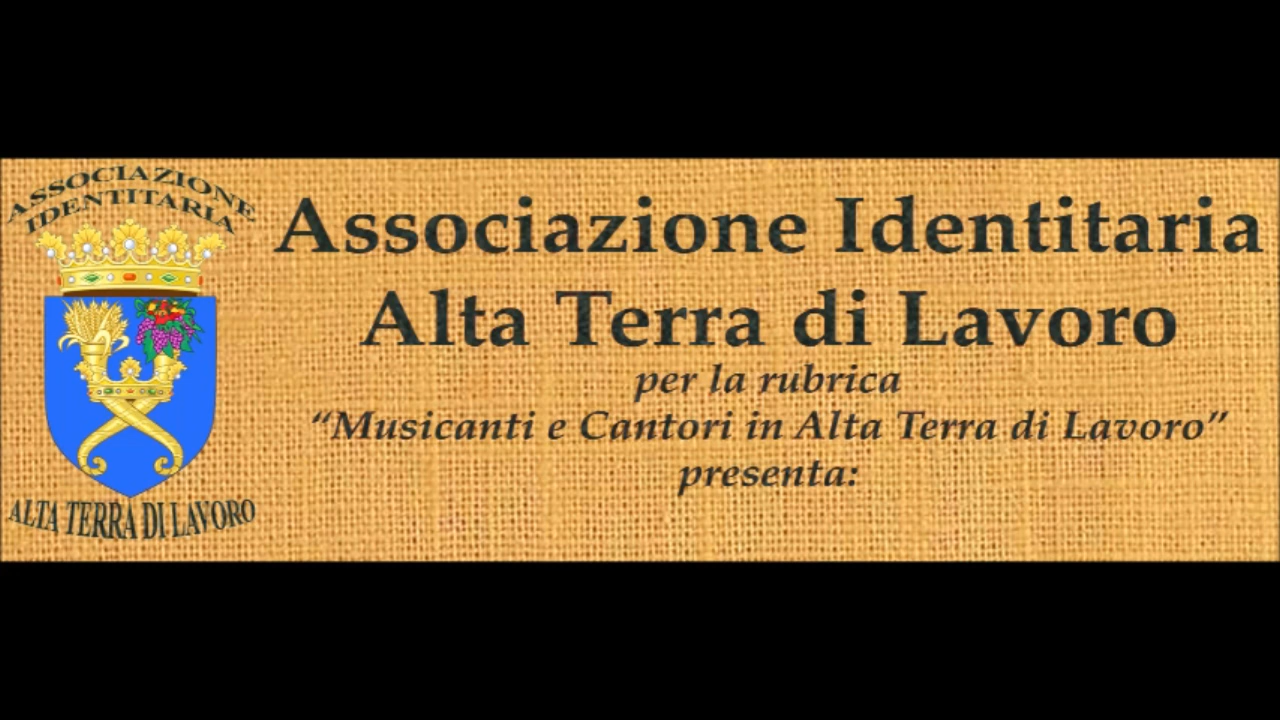 ASSOCIAZIONE
IDENTITARIA
ALTA TERRA DI LAVORO
Associazione Identitaria
Alta Terra di Lavoro
per la rubrica
“Musicanti e Cantori in Alta Terra di Lavoro”
presenta: